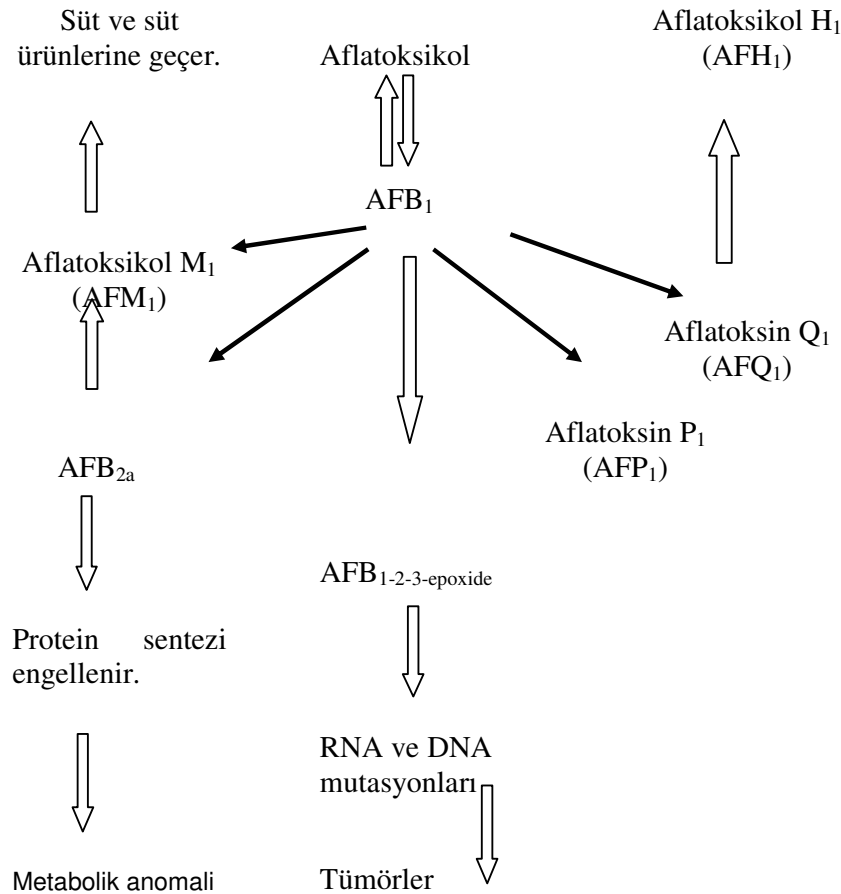 Süt ve süt
ürünlerine geçer.
Aflatoksikol
Aflatoksikol H₁
(AFH₁)
AFB₁
Aflatoksikol M₁
(AFM₁)
Aflatoksin Q₁
(AFQ₁)
Aflatoksin P₁
(AFP₁)
AFB₂ₐ
AFB₁₋₂₋₃₋ₑₚₒₓᵢdₑ
Protein sentezi
engellenir.
RNA ve DNA
mutasyonları
Metabolik anomali
Tümörler